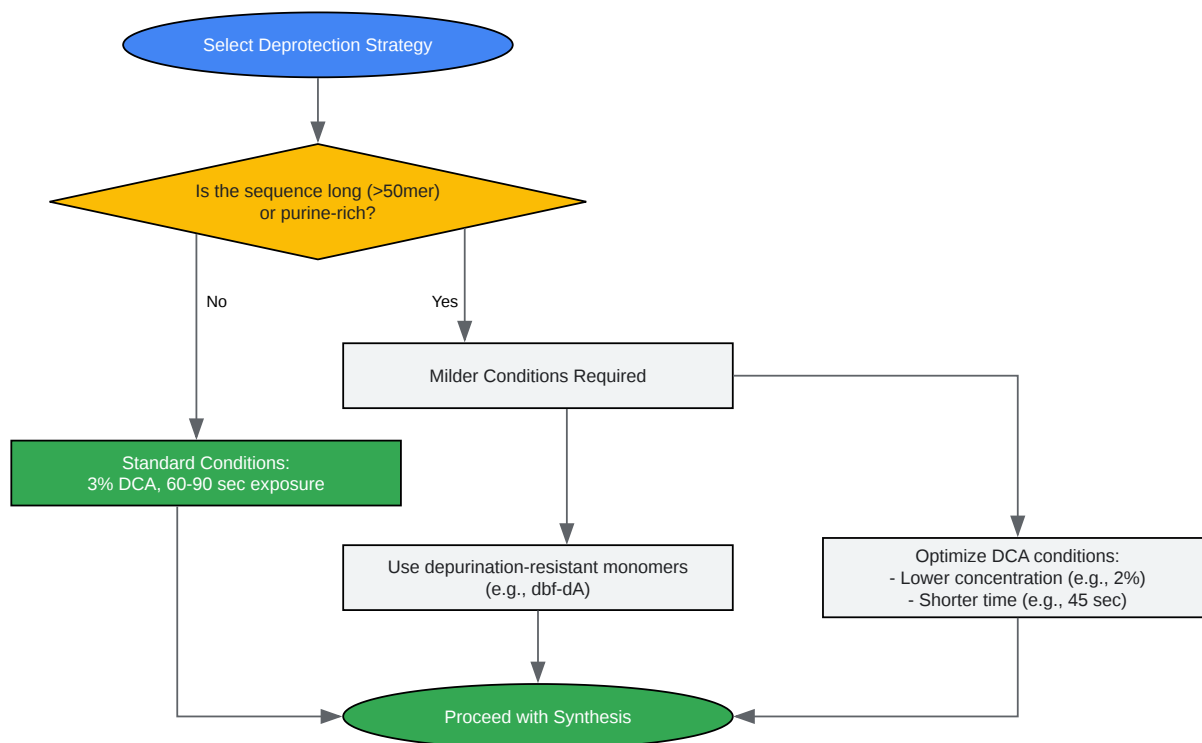 Select Deprotection Strategy
Is the sequence long (>50mer)
or purine-rich?
No
Yes
Milder Conditions Required
Standard Conditions:
3% DCA, 60-90 sec exposure
Use depurination-resistant monomers
(e.g., dbf-dA)
Optimize DCA conditions:
- Lower concentration (e.g., 2%)
- Shorter time (e.g., 45 sec)
Proceed with Synthesis